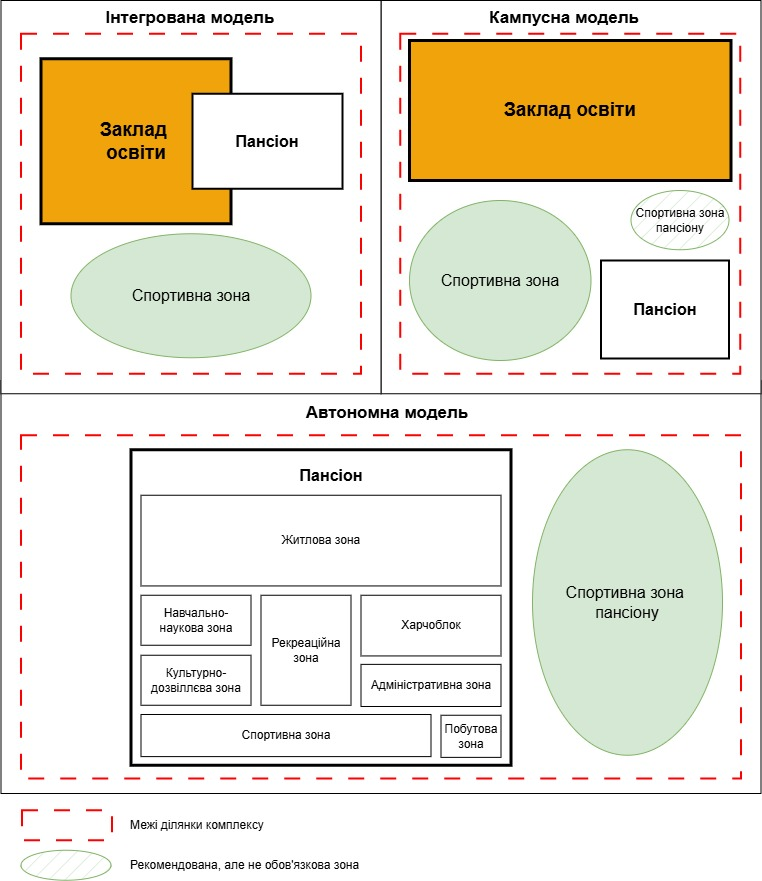 Інтегрована модель
Заклад
освіти
Пансіон
Спортивна зона
Кампусна модель
Заклад освіти
Спортивна зона
пансіону
Спортивна зона
Пансіон
Автономна модель
Пансіон
Житлова зона
Навчально-
наукова зона
Рекреаційна
зона
Харчоблок
Культурно-
дозвіллєва зона
Адміністративна зона
Спортивна зона
Побутова
зона
Спортивна зона
пансіону
Межі ділянки комплексу
Рекомендована, але не обов'язкова зона